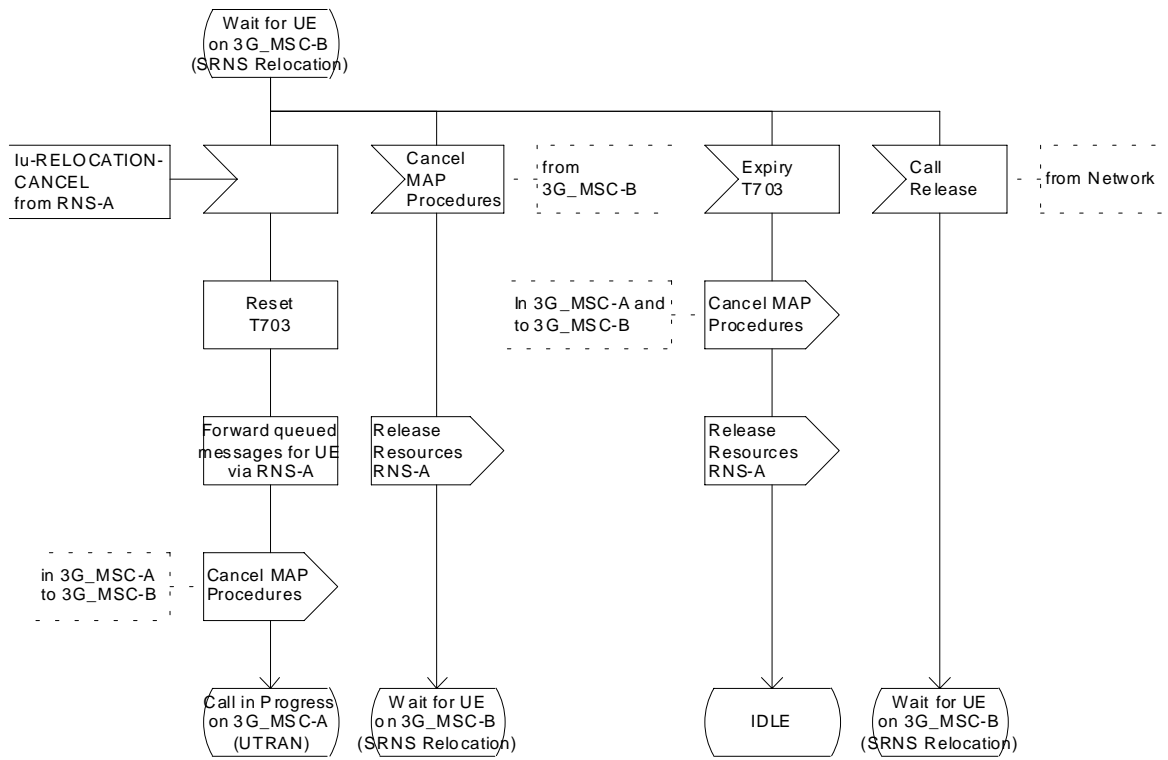 Wait for UE
on 3G_MSC-B
(SRNS Relocation)
Iu-RELOCATION-
CANCEL
from RNS-A
Cancel
MAP
Procedures
from
3G_MSC-B
Expiry
T703
Call
Release
from Network
Reset
T703
In 3G_MSC-A and
to 3G_MSC-B
Cancel MAP
Procedures
Forward queued
messages for UE
via RNS-A
Release
Resources
RNS-A
Release
Resources
RNS-A
in 3G_MSC-A
to 3G_MSC-B
Cancel MAP
Procedures
Call in Progress
on 3G_MSC-A
(UTRAN)
Wait for UE
on 3G_MSC-B
(SRNS Relocation)
IDLE
Wait for UE
on 3G_MSC-B
(SRNS Relocation)